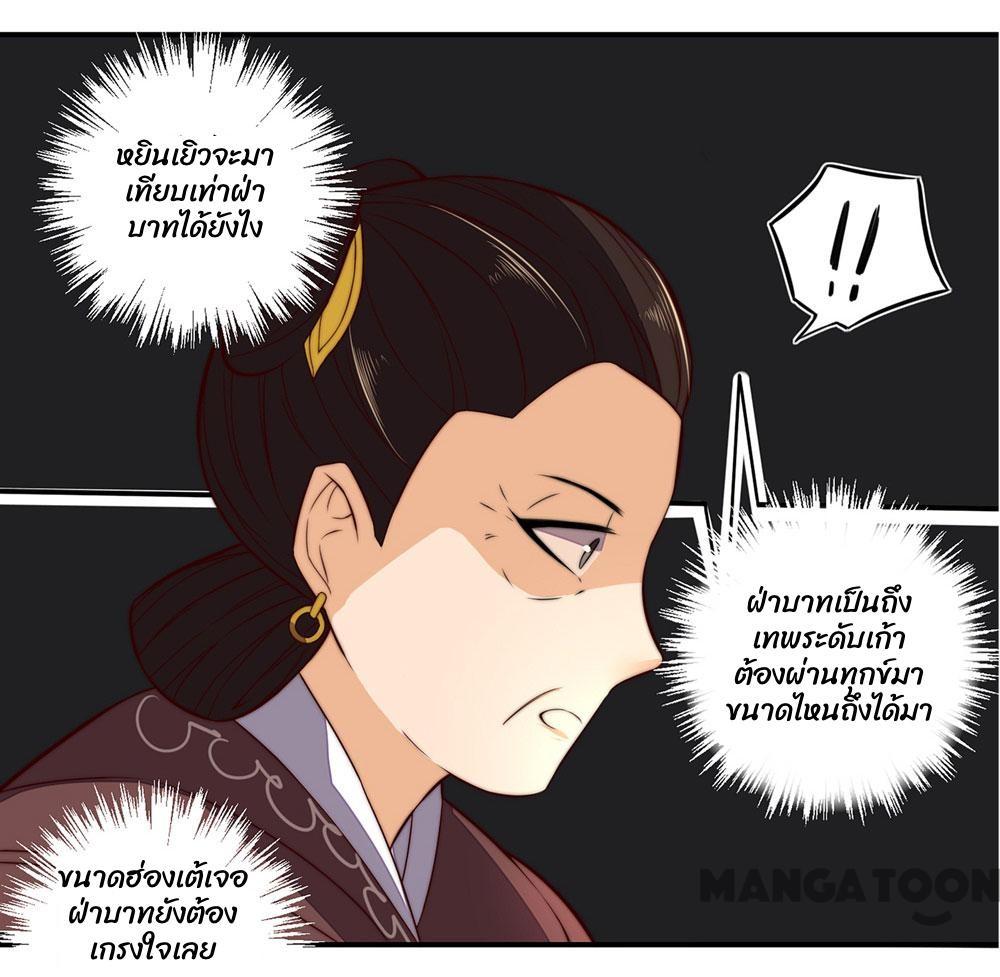 หยินเยิวจะมา
เทียบเท่าฝ่า
บาทได้ยังไง
!!
ฝ่าบาทเป็นถึง
เทพระดับเก้า
ต้องผ่านทุกข์มา
ขนาดไหนถึงได้มา
ขนาดฮ่องเต้เจอ
ฝ่าบาทยังต้อง
เกรงใจเลย
MANGATOON